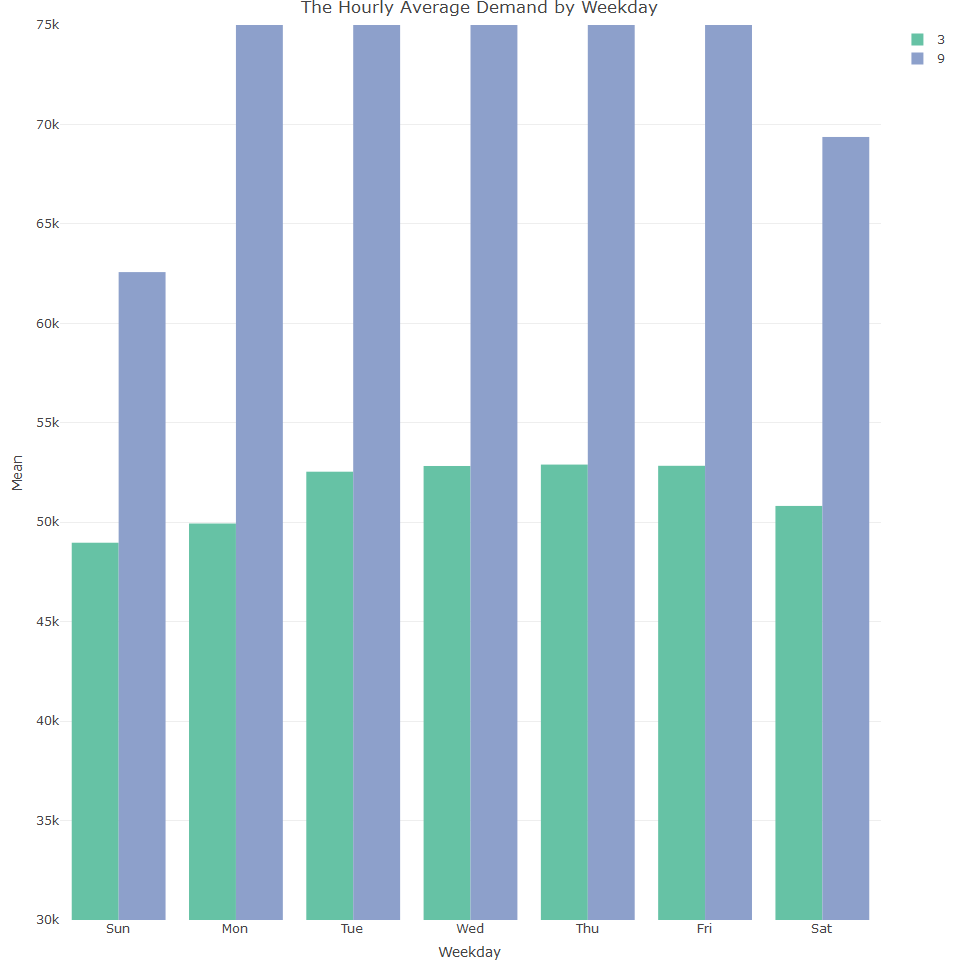 The Hourly Average Demand by Weekday
75k
70k
65k
60k
55k
50k
45k
40k
35k
30k
Mean
Sun Mon Tue Wed Thu Fri Sat
Weekday
3
9